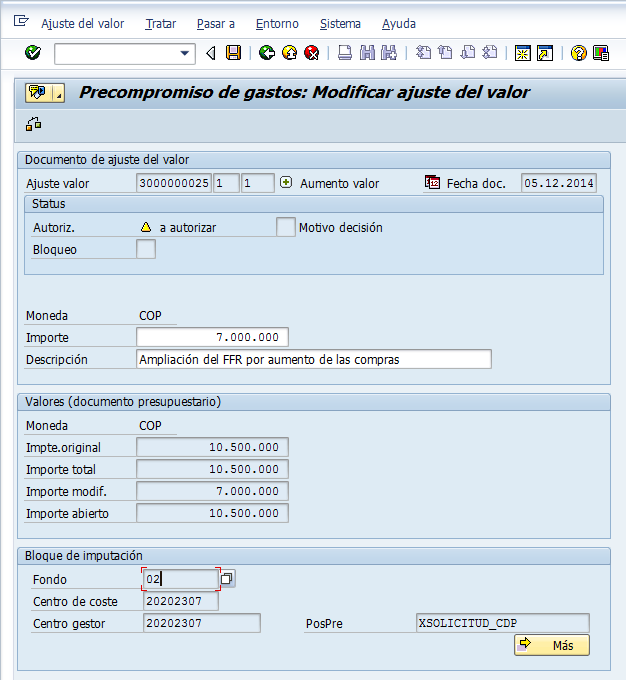 Ajuste del valor Tratar Pasar a Entorno Sistema Ayuda
Precompromiso de gastos: Modificar ajuste del valor
Documento de ajuste del valor
Ajuste valor 3000000025 1 1 Aumento valor 12 Fecha doc. 05.12.2014
Status
Autoriz. a autorizar Motivo decisión
Bloqueo
Moneda COP
Importe 7.000.000
Descripción Ampliación del FFR por aumento de las compras
Valores (documento presupuestario)
Moneda COP
Impte.original 10.500.000
Importe total 10.500.000
Importe modif. 7.000.000
Importe abierto 10.500.000
Bloque de imputación
Fondo 02
Centro de coste 20202307
Centro gestor 20202307 PosPre XSOLICITUD_CDP
Más